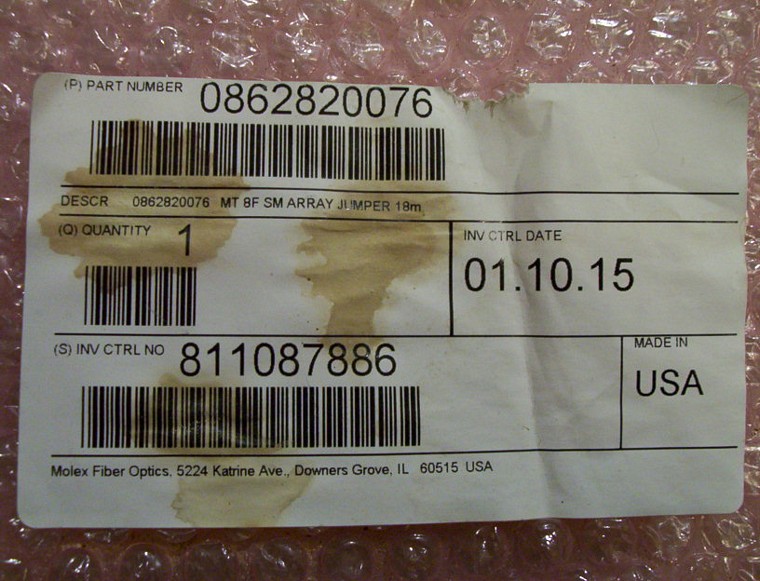 (P) PART NUMBER 0862820076
DESCR 0862820076 MT 8F SM ARRAY JUMPER 18m
(Q) QUANTITY 1
INV CTRL DATE
01.10.15
(S) INV CTRL NO 811087886
MADE IN
USA
Molex Fiber Optics, 5224 Katrine Ave., Downers Grove, IL 60515 USA